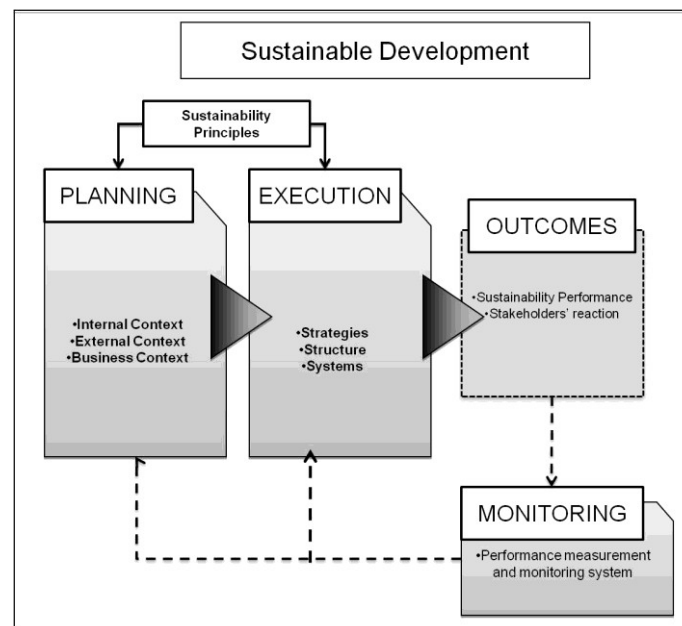 Sustainable Development
Sustainability
Principles
PLANNING
•Internal Context
•External Context
•Business Context
EXECUTION
•Strategies
•Structure
•Systems
OUTCOMES
•Sustainability Performance
•Stakeholders' reaction
MONITORING
•Performance measurement
and monitoring system